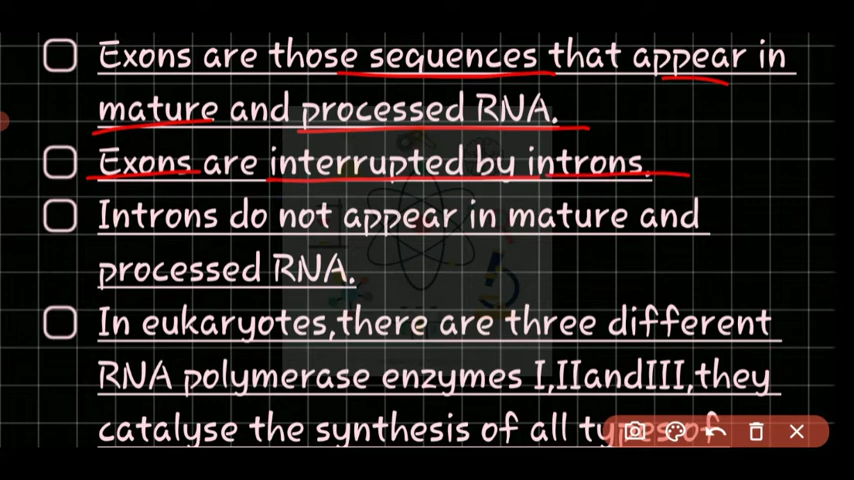 Exons are those sequences that appear in
mature and processed RNA.
Exons are interrupted by introns.
Introns do not appear in mature and
processed RNA.
In eukaryotes,there are three different
RNA polymerase enzymes I,IIandIII,they
catalyse the synthesis of all types of